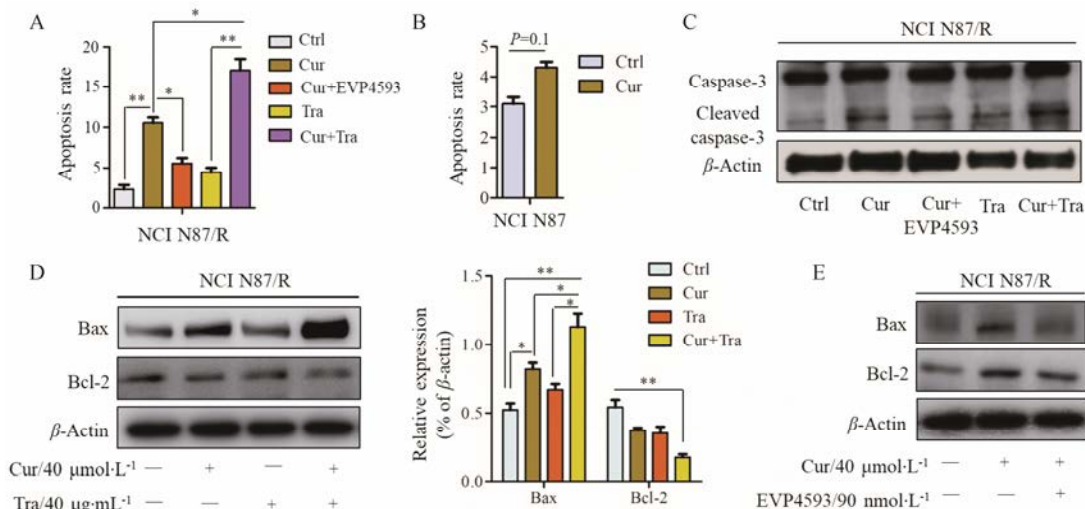 A
Apoptosis rate
20
15
10
5
0
**
*
*
**
NCI N87/R
Ctrl
Cur
Cur+EVP4593
Tra
Cur+Tra
B
Apoptosis rate
5
4
3
2
1
0
P=0.1
NCI N87
Ctrl
Cur
C
NCI N87/R
Caspase-3
Cleaved
caspase-3
β-Actin
Ctrl Cur Cur+ EVP4593 Tra Cur+Tra
D
NCI N87/R
Bax
Bcl-2
β-Actin
Cur/40 μmol·L-1 — + — +
Tra/40 μg·mL-1 — — + +
Relative expression
(% of β-actin)
1.5
1.0
0.5
0.0
**
*
*
*
**
Bax Bcl-2
Ctrl
Cur
Tra
Cur+Tra
E
NCI N87/R
Bax
Bcl-2
β-Actin
Cur/40 μmol·L-1 — + +
EVP4593/90 nmol·L-1 — — +